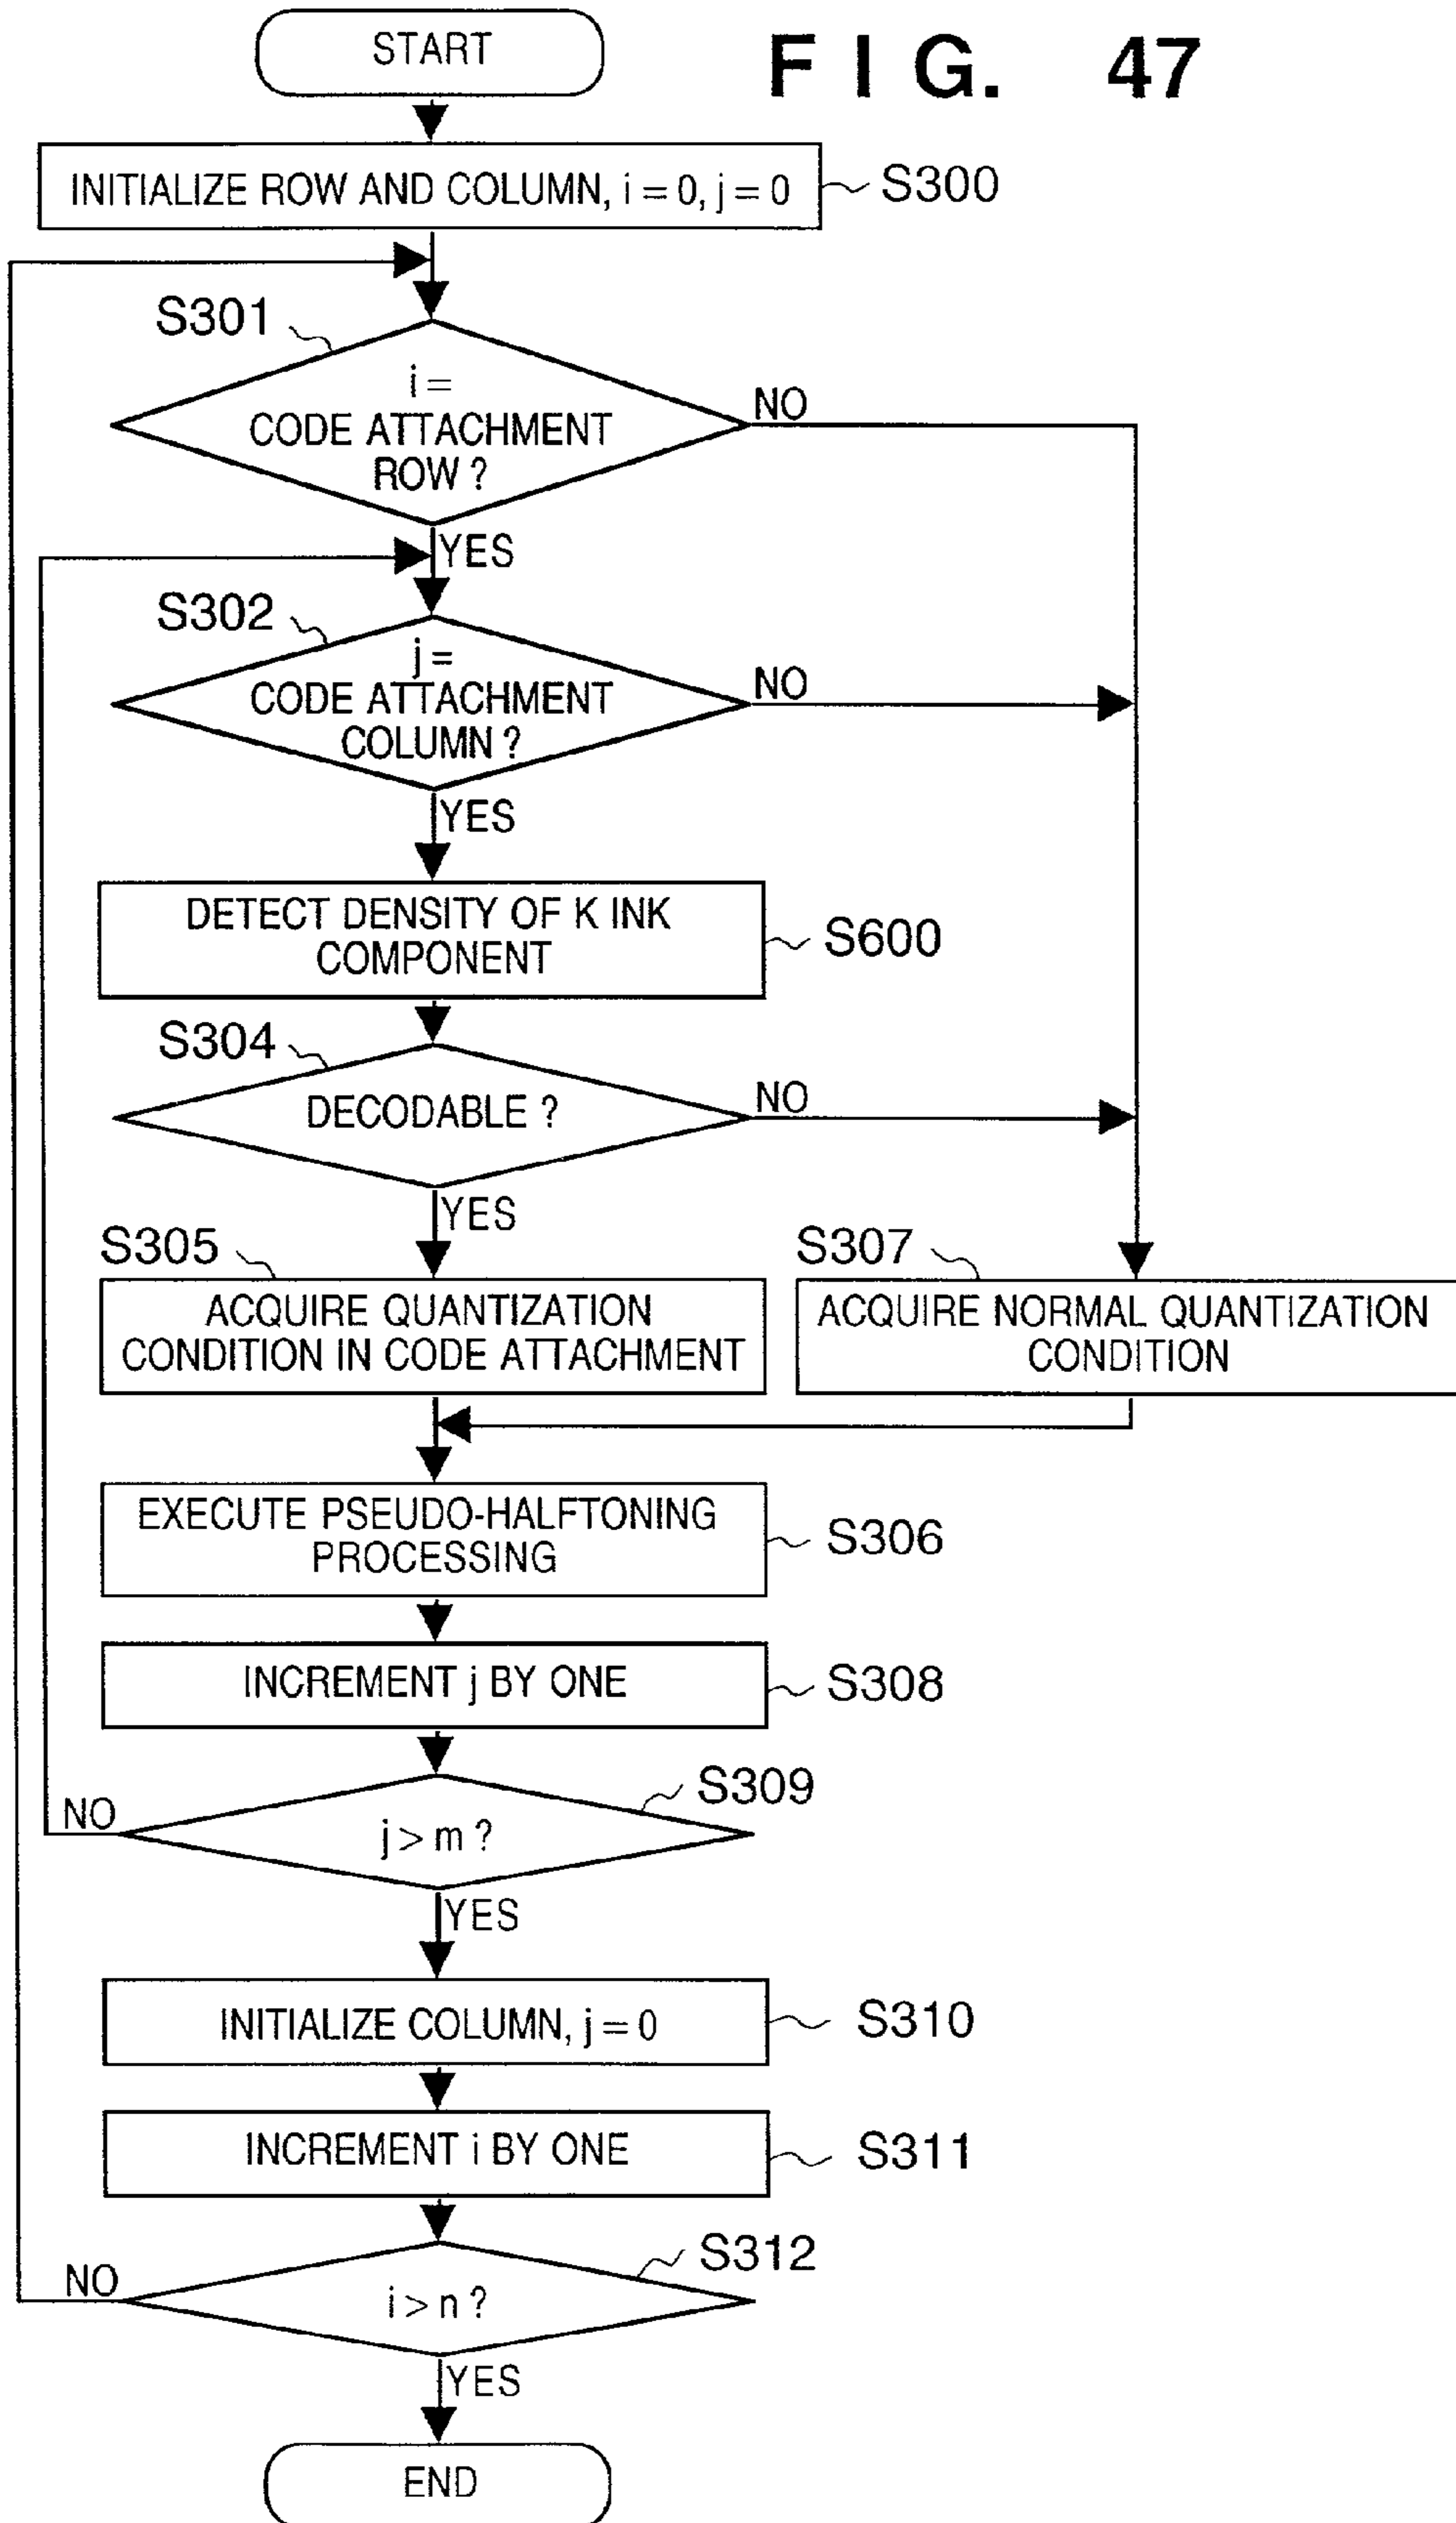 START
F I G. 47
INITIALIZE ROW AND COLUMN, i = 0, j = 0
S300
S301
i =
CODE ATTACHMENT
ROW ?
NO
YES
S302
j =
CODE ATTACHMENT
COLUMN ?
NO
YES
DETECT DENSITY OF K INK
COMPONENT
S600
S304
DECODABLE ?
NO
YES
S305
ACQUIRE QUANTIZATION
CONDITION IN CODE ATTACHMENT
S307
ACQUIRE NORMAL QUANTIZATION
CONDITION
EXECUTE PSEUDO-HALFTONING
PROCESSING
S306
INCREMENT j BY ONE
S308
S309
NO
j > m ?
YES
INITIALIZE COLUMN, j = 0
S310
INCREMENT i BY ONE
S311
S312
NO
i > n ?
YES
END